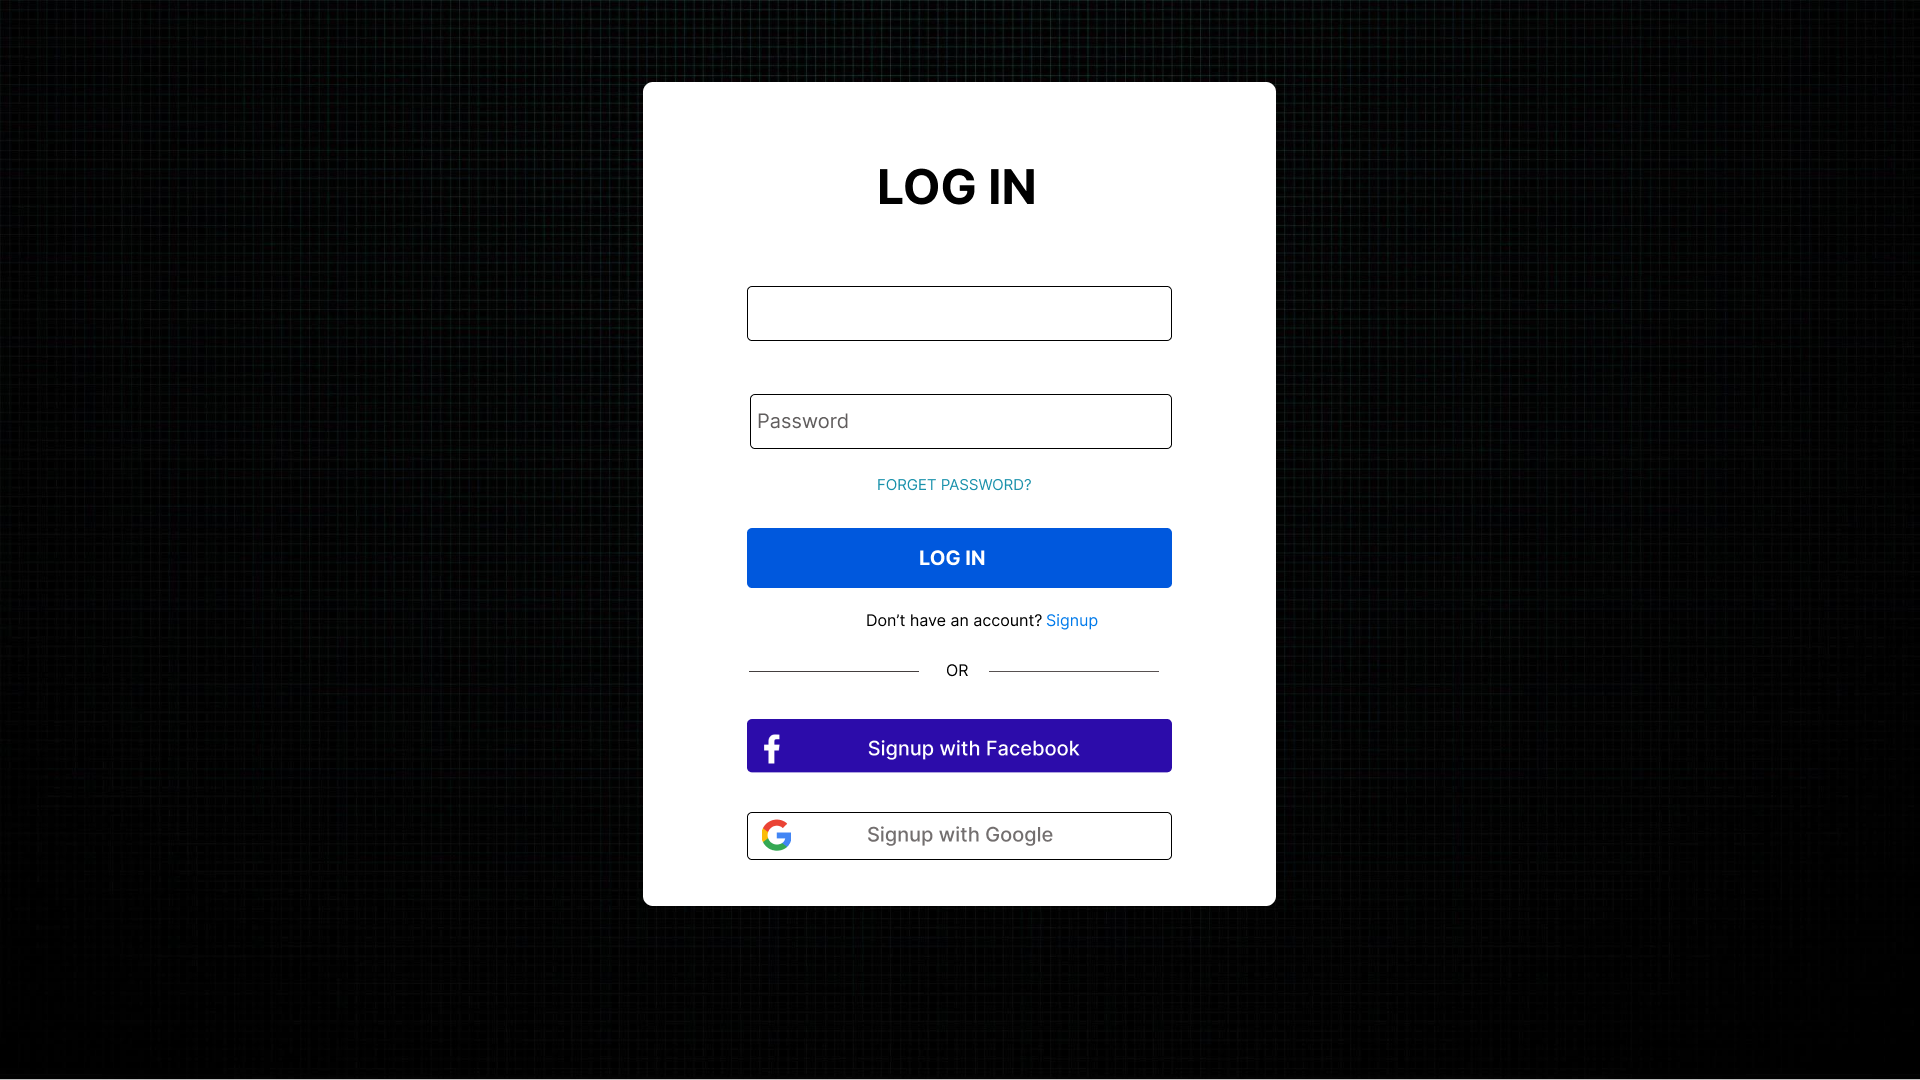 LOG IN
Password
FORGET PASSWORD?
LOG IN
Don’t have an account? Signup
OR
Signup with Facebook
Signup with Google